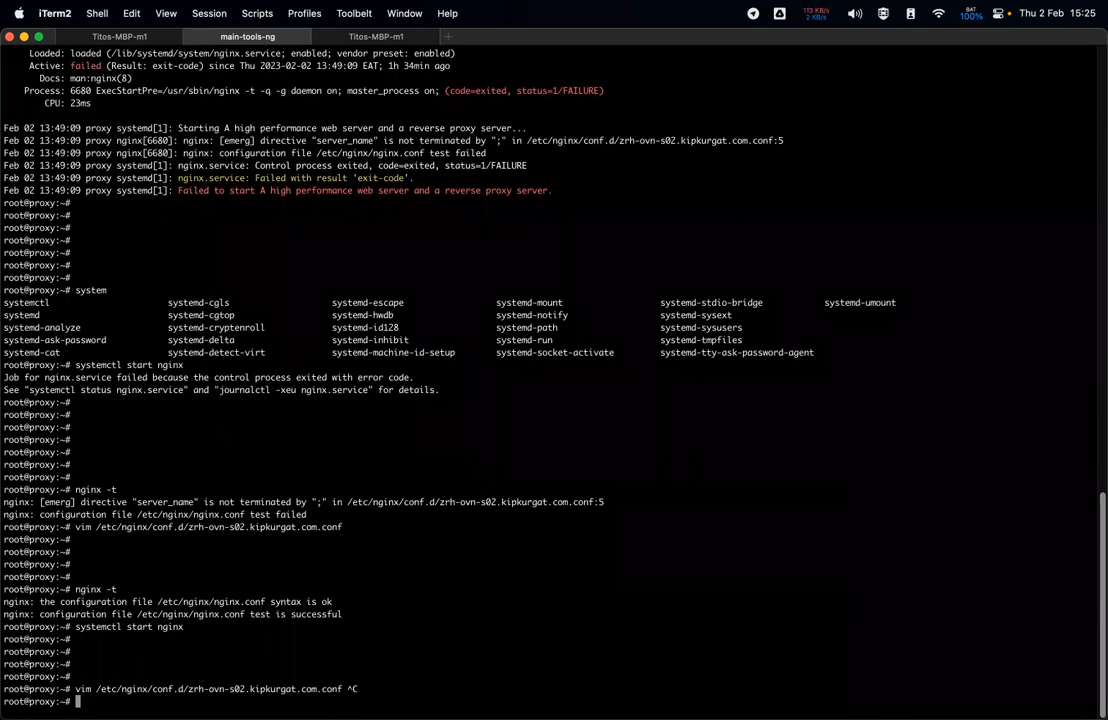 iTerm2 Shell Edit View Session Scripts Profiles Toolbelt Window Help 113 KB/s 2 KB/s BAT 100% Thu 2 Feb 15:25
Titos-MBP-m1 main-tools-ng Titos-MBP-m1 +
Loaded: loaded (/lib/systemd/system/nginx.service; enabled; vendor preset: enabled)
Active: failed (Result: exit-code) since Thu 2023-02-02 13:49:09 EAT; 1h 34min ago
Docs: man:nginx(8)
Process: 6680 ExecStartPre=/usr/sbin/nginx -t -q -g daemon on; master_process on; (code=exited, status=1/FAILURE)
CPU: 23ms
Feb 02 13:49:09 proxy systemd[1]: Starting A high performance web server and a reverse proxy server...
Feb 02 13:49:09 proxy nginx[6680]: nginx: [emerg] directive "server_name" is not terminated by ";" in /etc/nginx/conf.d/zrh-ovn-s02.kipkurgat.com.conf:5
Feb 02 13:49:09 proxy nginx[6680]: nginx: configuration file /etc/nginx/nginx.conf test failed
Feb 02 13:49:09 proxy systemd[1]: nginx.service: Control process exited, code=exited, status=1/FAILURE
Feb 02 13:49:09 proxy systemd[1]: nginx.service: Failed with result 'exit-code'.
Feb 02 13:49:09 proxy systemd[1]: Failed to start A high performance web server and a reverse proxy server.
root@proxy:~#
root@proxy:~#
root@proxy:~#
root@proxy:~#
root@proxy:~#
root@proxy:~#
root@proxy:~#
root@proxy:~# system
systemctl systemd-cgls systemd-escape systemd-mount systemd-stdio-bridge systemd-umount
systemd systemd-cgtop systemd-hwdb systemd-notify systemd-sysext
systemd-analyze systemd-cryptenroll systemd-id128 systemd-path systemd-sysusers
systemd-ask-password systemd-delta systemd-inhibit systemd-run systemd-tmpfiles
systemd-cat systemd-detect-virt systemd-machine-id-setup systemd-socket-activate systemd-tty-ask-password-agent
root@proxy:~# systemctl start nginx
Job for nginx.service failed because the control process exited with error code.
See "systemctl status nginx.service" and "journalctl -xeu nginx.service" for details.
root@proxy:~#
root@proxy:~#
root@proxy:~#
root@proxy:~#
root@proxy:~#
root@proxy:~#
root@proxy:~#
root@proxy:~# nginx -t
nginx: [emerg] directive "server_name" is not terminated by ";" in /etc/nginx/conf.d/zrh-ovn-s02.kipkurgat.com.conf:5
nginx: configuration file /etc/nginx/nginx.conf test failed
root@proxy:~# vim /etc/nginx/conf.d/zrh-ovn-s02.kipkurgat.com.conf
root@proxy:~#
root@proxy:~#
root@proxy:~#
root@proxy:~#
root@proxy:~# nginx -t
nginx: the configuration file /etc/nginx/nginx.conf syntax is ok
nginx: configuration file /etc/nginx/nginx.conf test is successful
root@proxy:~# systemctl start nginx
root@proxy:~#
root@proxy:~#
root@proxy:~#
root@proxy:~#
root@proxy:~# vim /etc/nginx/conf.d/zrh-ovn-s02.kipkurgat.com.conf ^C
root@proxy:~#